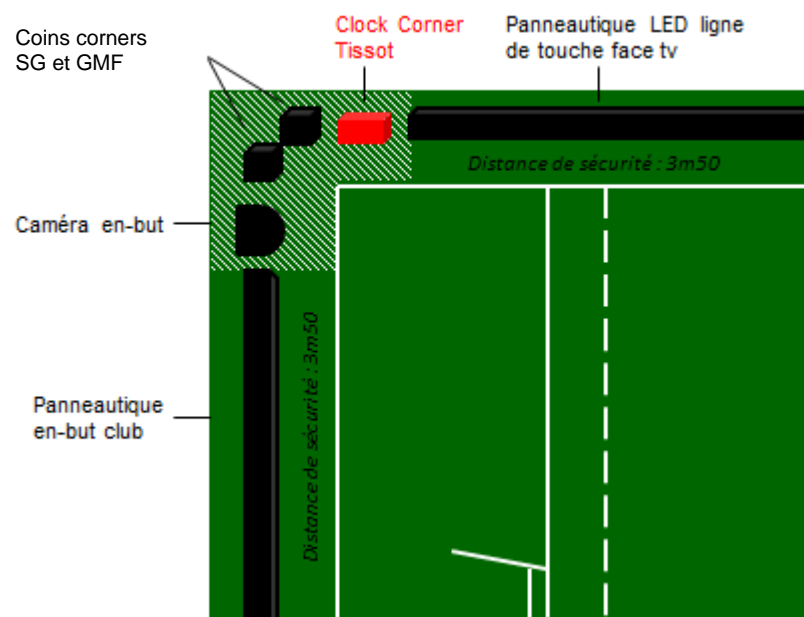 Coins corners
SG et GMF
Clock Corner
Tissot
Panneautique LED ligne
de touche face tv
Distance de sécurité : 3m50
Caméra en-but
Distance de sécurité : 3m50
Panneautique
en-but club